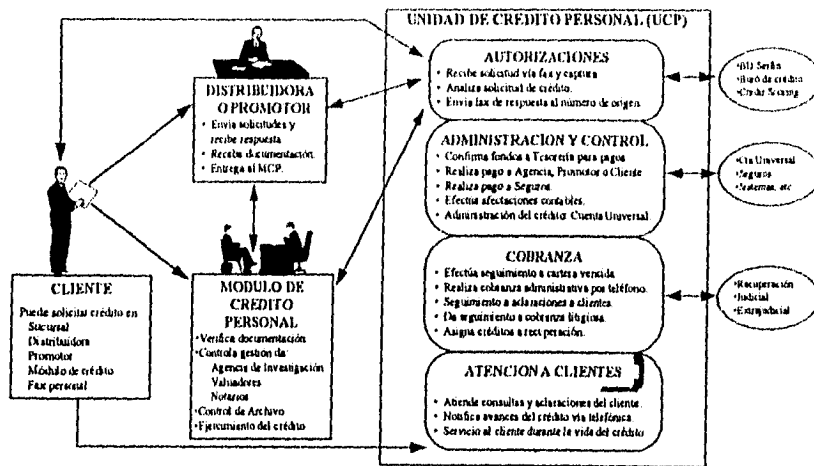 UNIDAD DE CREDITO PERSONAL (UCP)
DISTRIBUIDORA
O PROMOTOR
• Envía solicitudes y
recibe respuesta
• Recaba documentación.
• Entrega al MCP.
CLIENTE
Puede solicitar crédito en
Sucursal
Distribuidora
Promotor
Módulo de crédito
Fax personal
MODULO DE
CREDITO
PERSONAL
• Verifica documentación
• Controla gestión de:
Agencia de Investigación
Valuadores
Notarios
• Control de Archivo
• Ejercimiento del crédito
AUTORIZACIONES
• Recibe solicitud vía fax y captura
• Analiza solicitud de crédito.
• Envía fax de respuesta al número de origen.
ADMINISTRACION Y CONTROL
• Confirma fondos a Tesorería para pagos
• Realiza pago a Agencia, Promotor o Cliente
• Realiza pago a Seguros.
• Efectúa afectaciones contables.
• Administración del crédito: Cuenta Universal.
COBRANZA
• Efectúa seguimiento a cartera vencida.
• Realiza cobranza administrativa por teléfono.
• Seguimiento a aclaraciones a clientes.
• Da seguimiento a cobranza litigiosa.
• Asigna créditos a recuperación.
ATENCION A CLIENTES
• Atiende consultas y aclaraciones del cliente.
• Notifica avances del crédito vía telefónica.
• Servicio al cliente durante la vida del crédito
• BD Serfin
• Buró de crédito
• Credit Scoring
• Cta Universal
• Seguros
• Sistemas, etc
• Recuperación
• Judicial
• Extrajudicial